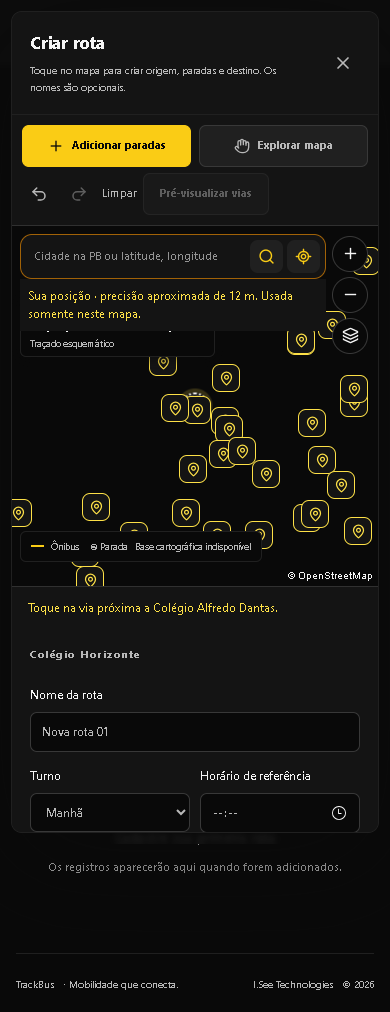 Criar rota
Toque no mapa para criar origem, paradas e destino. Os
nomes são opcionais.
Adicionar paradas
Explorar mapa
Limpar
Pré-visualizar vias
Cidade na PB ou latitude, longitude
Sua posição · precisão aproximada de 12 m. Usada
somente neste mapa.
Traçado esquemático
Ônibus Parada Base cartográfica indisponível
© OpenStreetMap
Toque na via próxima a Colégio Alfredo Dantas.
Colégio Horizonte
Nome da rota
Nova rota 01
Turno
Horário de referência
Manhã
--:--
Os registros aparecerão aqui quando forem adicionados.
TrackBus · Mobilidade que conecta.
I.See Technologies © 2026